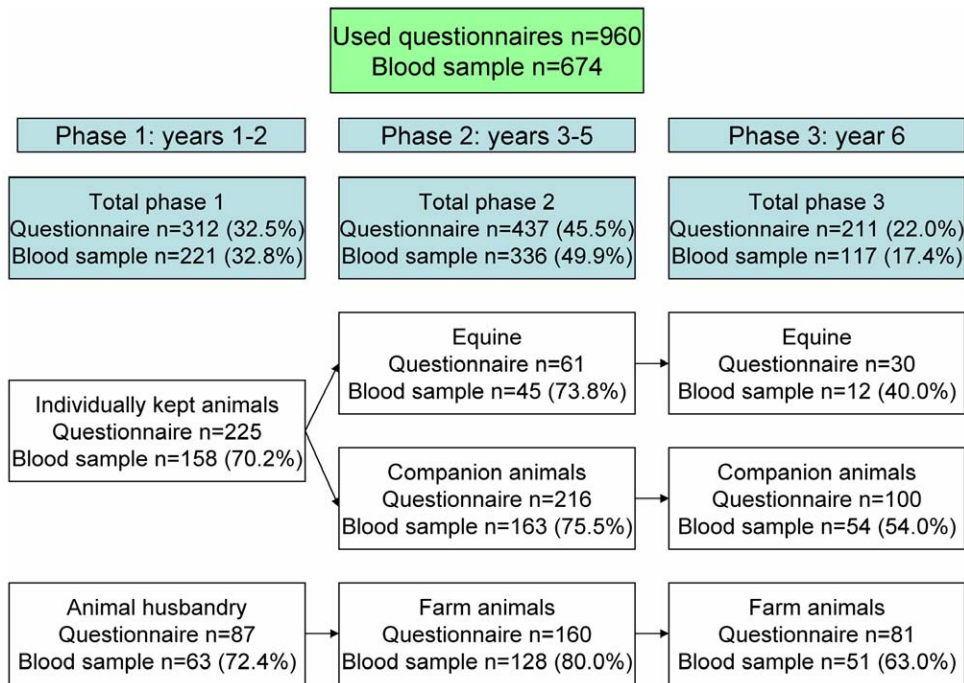 Used questionnaires n=960
Blood sample n=674
Phase 1: years 1-2
Phase 2: years 3-5
Phase 3: year 6
Total phase 1
Questionnaire n=312 (32.5%)
Blood sample n=221 (32.8%)
Total phase 2
Questionnaire n=437 (45.5%)
Blood sample n=336 (49.9%)
Total phase 3
Questionnaire n=211 (22.0%)
Blood sample n=117 (17.4%)
Individually kept animals
Questionnaire n=225
Blood sample n=158 (70.2%)
Equine
Questionnaire n=61
Blood sample n=45 (73.8%)
Equine
Questionnaire n=30
Blood sample n=12 (40.0%)
Companion animals
Questionnaire n=216
Blood sample n=163 (75.5%)
Companion animals
Questionnaire n=100
Blood sample n=54 (54.0%)
Animal husbandry
Questionnaire n=87
Blood sample n=63 (72.4%)
Farm animals
Questionnaire n=160
Blood sample n=128 (80.0%)
Farm animals
Questionnaire n=81
Blood sample n=51 (63.0%)